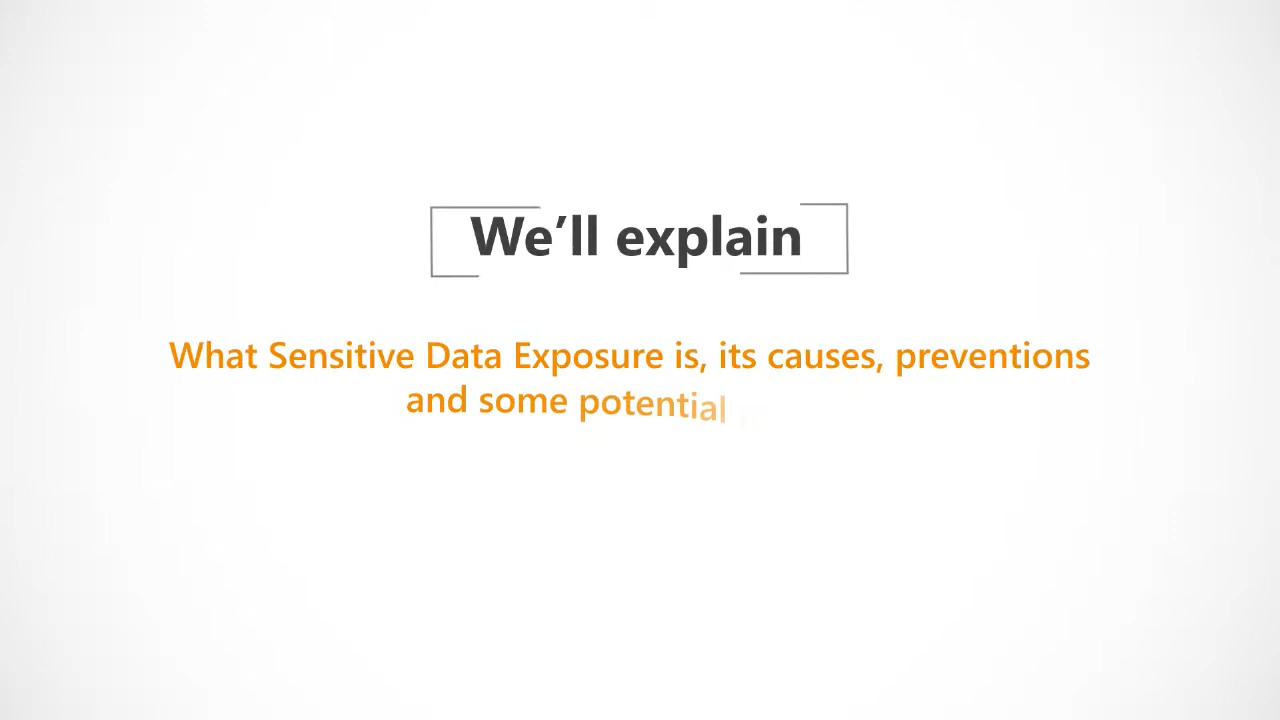 We’ll explain
What Sensitive Data Exposure is, its causes, preventions
and some potential